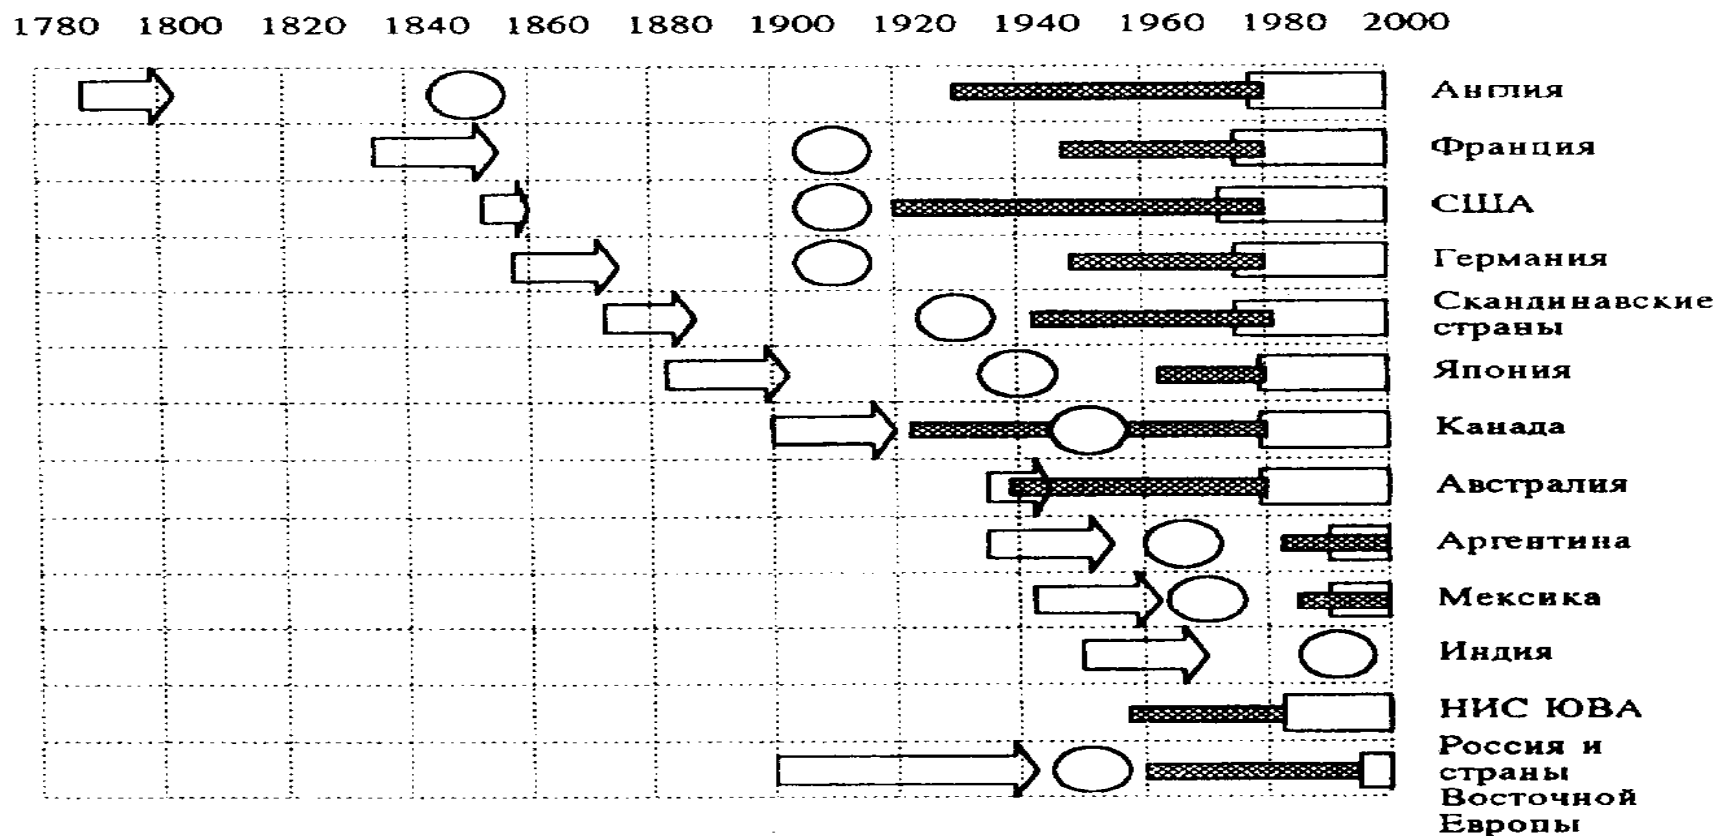 1780 1800 1820 1840 1860 1880 1900 1920 1940 1960 1980 2000
Англия
Франция
США
Германия
Скандинавские
страны
Япония
Канада
Австралия
Аргентина
Мексика
Индия
НИС ЮВА
Россия и
страны
Восточной
Европы